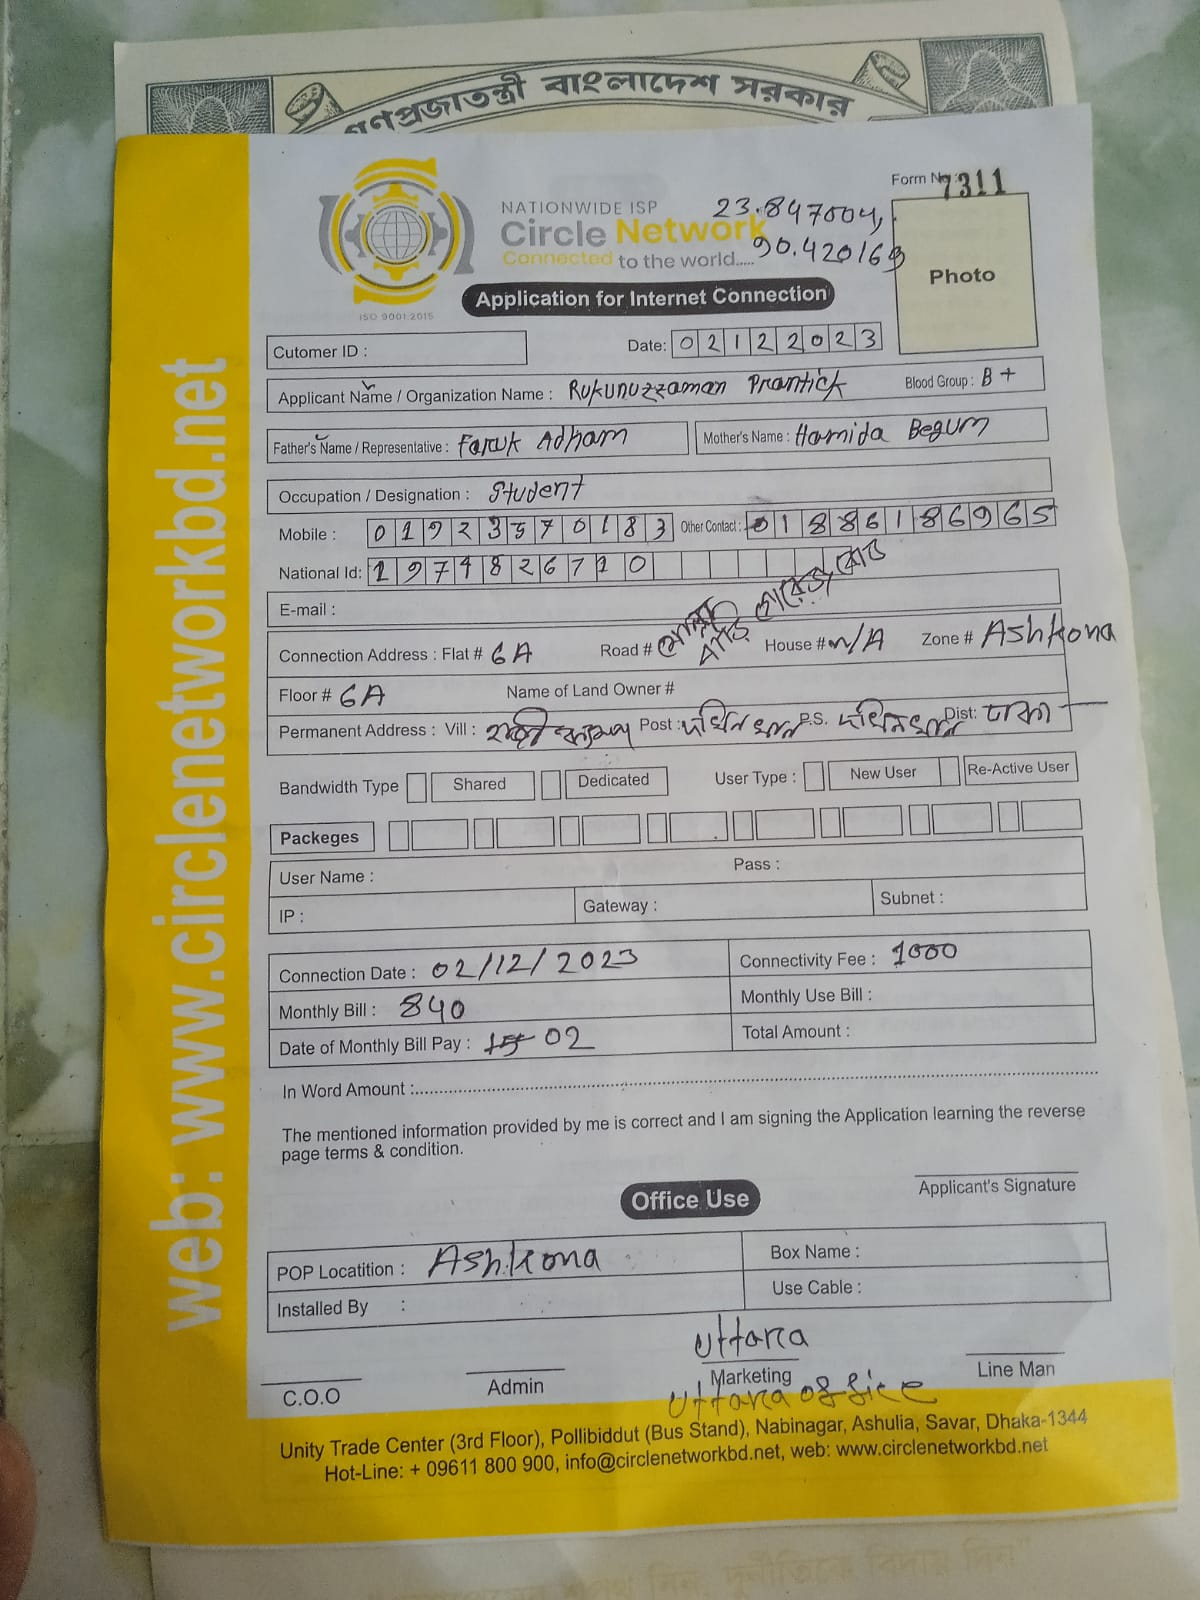 গণপ্রজাতন্ত্রী বাংলাদেশ সরকার
web: www.circlenetworkbd.net
Form No 7311
NATIONWIDE ISP
Circle Network
Connected to the world.....
23.847004,
90.420169
ISO 9001:2015
Photo
Application for Internet Connection
Cutomer ID :
Date: 02122023
Applicant Name / Organization Name : Rukunuzzaman Prantick Blood Group : B+
Father's Name / Representative : Faruk Adham Mother's Name : Hamida Begum
Occupation / Designation : Student
Mobile : 01923370183 Other Contact : 01886186965
National Id: 1974826710
E-mail :
Connection Address : Flat # 6A Road # House # N/A Zone # Ashkona
Floor # 6A Name of Land Owner #
Permanent Address : Vill : Post : দক্ষিনখান P.S. দক্ষিনখান Dist: ঢাকা
Bandwidth Type Shared Dedicated User Type : New User Re-Active User
Packeges
User Name : Pass :
IP : Gateway : Subnet :
Connection Date : 02/12/2023 Connectivity Fee : 1000
Monthly Bill : 840 Monthly Use Bill :
Date of Monthly Bill Pay : 02 Total Amount :
In Word Amount :
The mentioned information provided by me is correct and I am signing the Application learning the reverse
page terms & condition.
Applicant's Signature
Office Use
POP Locatition : Ashkona Box Name :
Installed By : Use Cable :
Uttara
C.O.O Admin Marketing Line Man
Uttara office
Unity Trade Center (3rd Floor), Pollibiddut (Bus Stand), Nabinagar, Ashulia, Savar, Dhaka-1344
Hot-Line: + 09611 800 900, info@circlenetworkbd.net, web: www.circlenetworkbd.net